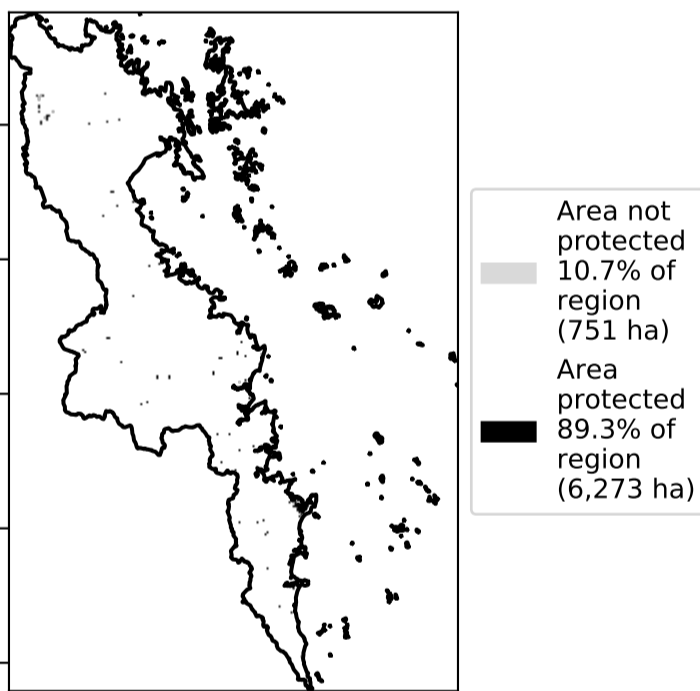 Area not
protected
10.7% of
region
(751 ha)
Area
protected
89.3% of
region
(6,273 ha)